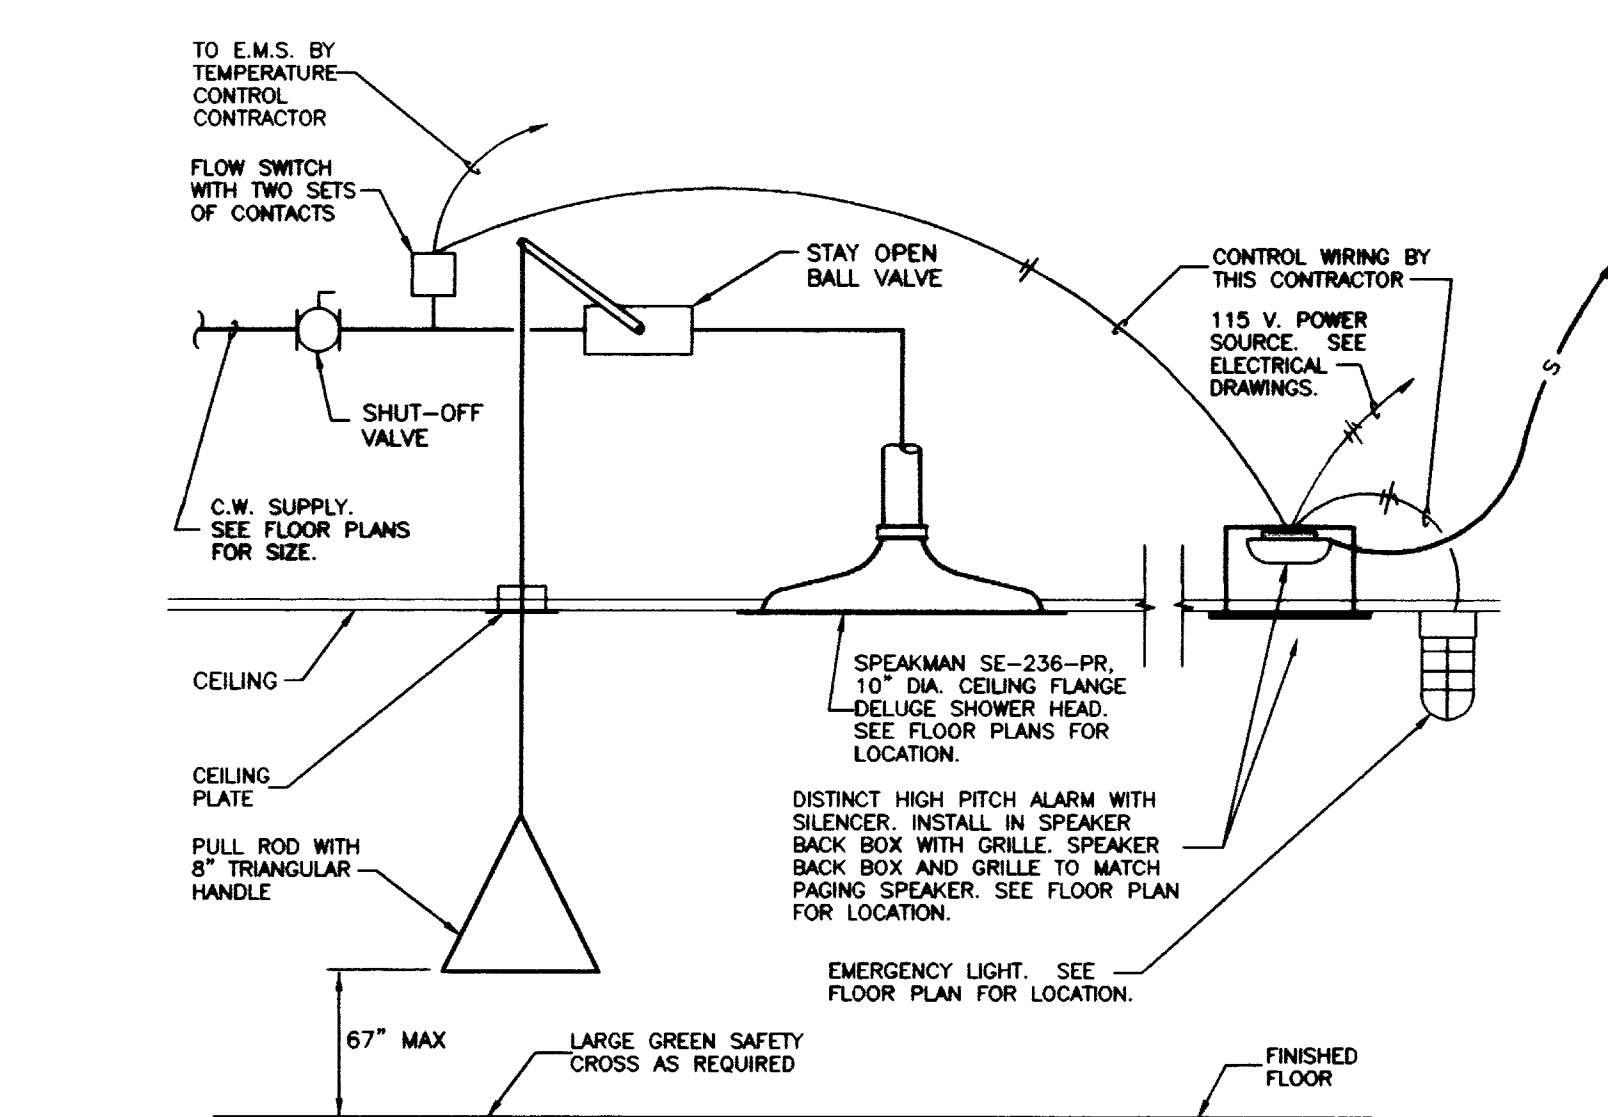 TO E.M.S. BY
TEMPERATURE
CONTROL
CONTRACTOR
FLOW SWITCH
WITH TWO SETS
OF CONTACTS
STAY OPEN
BALL VALVE
CONTROL WIRING BY
THIS CONTRACTOR
115 V. POWER
SOURCE. SEE
ELECTRICAL
DRAWINGS.
S
SHUT-OFF
VALVE
C.W. SUPPLY.
SEE FLOOR PLANS
FOR SIZE.
CEILING
SPEAKMAN SE-236-PR,
10" DIA. CEILING FLANGE
DELUGE SHOWER HEAD.
SEE FLOOR PLANS FOR
LOCATION.
CEILING
PLATE
DISTINCT HIGH PITCH ALARM WITH
SILENCER. INSTALL IN SPEAKER
BACK BOX WITH GRILLE. SPEAKER
BACK BOX AND GRILLE TO MATCH
PAGING SPEAKER. SEE FLOOR PLAN
FOR LOCATION.
PULL ROD WITH
8" TRIANGULAR
HANDLE
EMERGENCY LIGHT. SEE
FLOOR PLAN FOR LOCATION.
67" MAX
LARGE GREEN SAFETY
CROSS AS REQUIRED
FINISHED
FLOOR